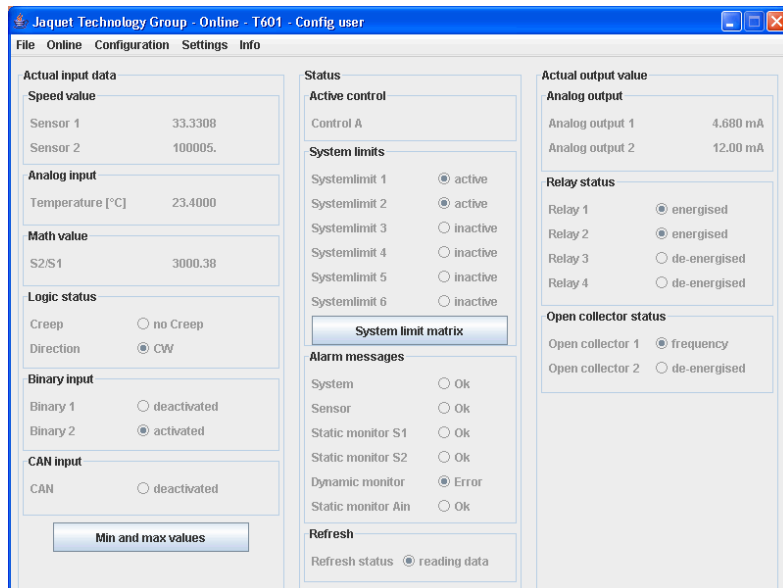 Jaquet Technology Group - Online - T601 - Config user
File Online Configuration Settings Info
Actual input data
Speed value
Sensor 1 33.3308
Sensor 2 100005.
Analog input
Temperature [°C] 23.4000
Math value
S2/S1 3000.38
Logic status
Creep no Creep
Direction CW
Binary input
Binary 1 deactivated
Binary 2 activated
CAN input
CAN deactivated
Min and max values
Status
Active control
Control A
System limits
Systemlimit 1 active
Systemlimit 2 active
Systemlimit 3 inactive
Systemlimit 4 inactive
Systemlimit 5 inactive
Systemlimit 6 inactive
System limit matrix
Alarm messages
System Ok
Sensor Ok
Static monitor S1 Ok
Static monitor S2 Ok
Dynamic monitor Error
Static monitor Ain Ok
Refresh
Refresh status reading data
Actual output value
Analog output
Analog output 1 4.680 mA
Analog output 2 12.00 mA
Relay status
Relay 1 energised
Relay 2 energised
Relay 3 de-energised
Relay 4 de-energised
Open collector status
Open collector 1 frequency
Open collector 2 de-energised